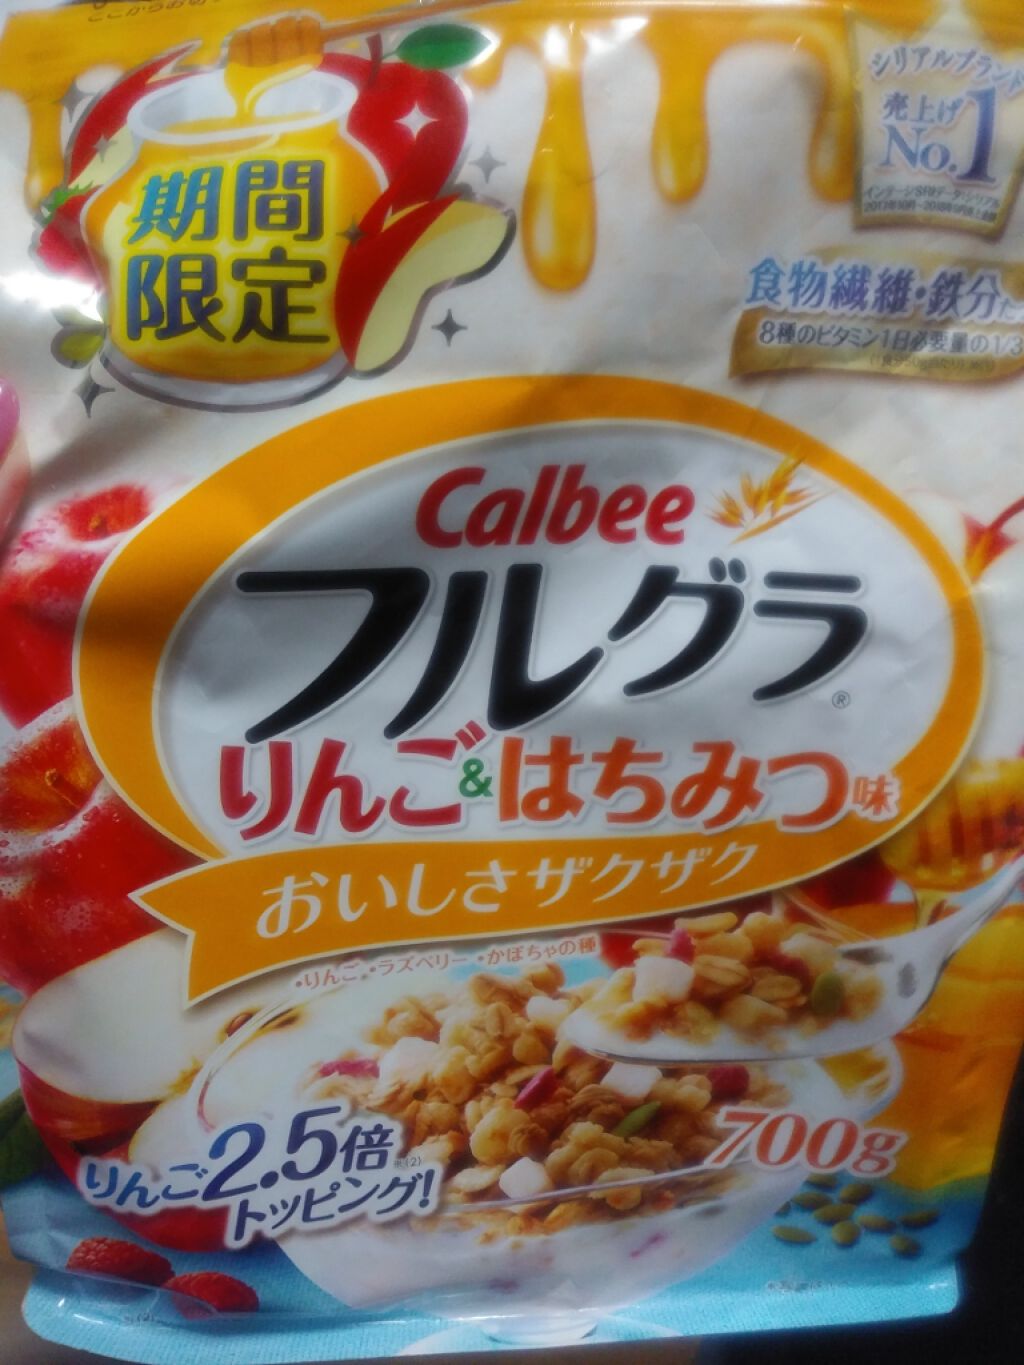 期間
限定
シリアルブランド
売上げ
No.1
食物繊維・鉄分
8種のビタミン1日必要量の1/3
Calbee
フルグラ®
りんご&はちみつ味
おいしさザクザク
・りんご ・ラズベリー ・かぼちゃの種
りんご2.5倍
トッピング!
700g